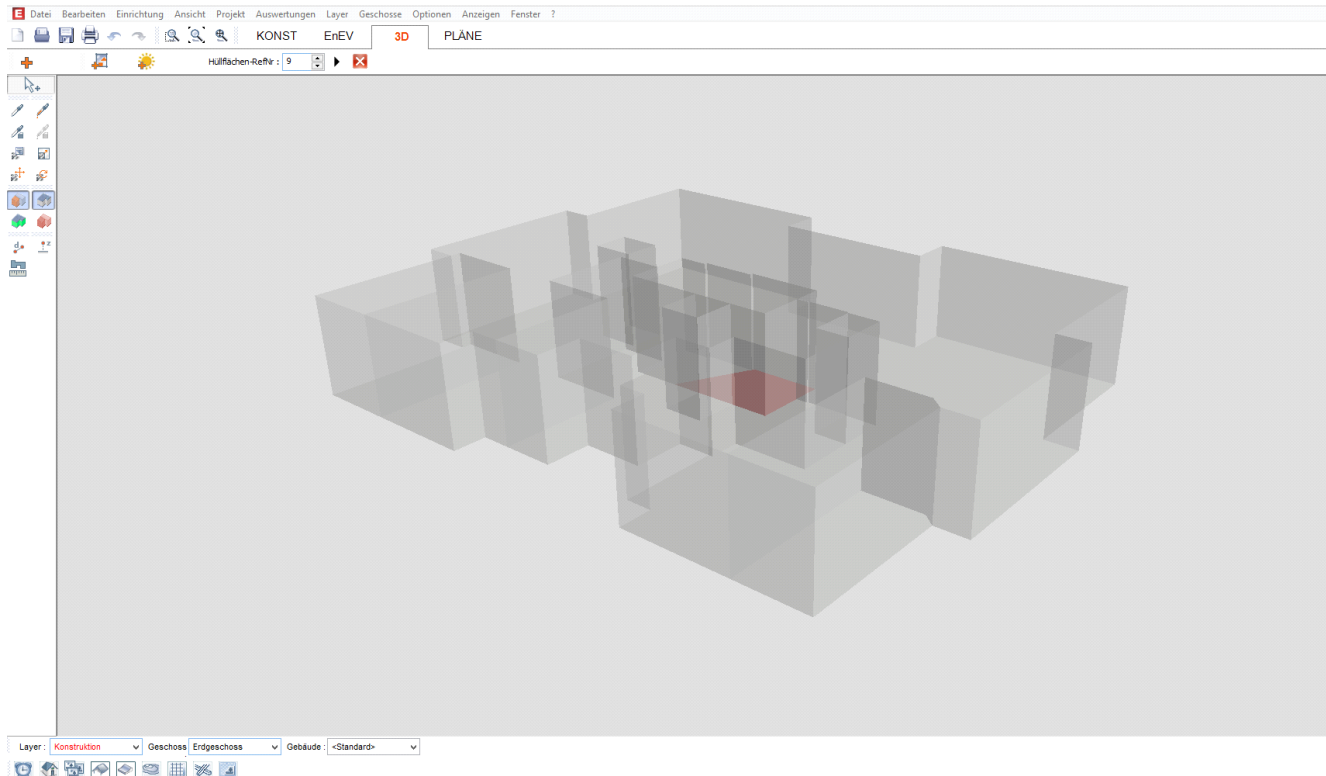 E Datei Bearbeiten Einrichtung Ansicht Projekt Auswertungen Layer Geschosse Optionen Anzeigen Fenster ?
KONST EnEV 3D PLÄNE
Hüllflächen-RefNr : 9
Layer : Konstruktion Geschoss Erdgeschoss Gebäude : <Standard>